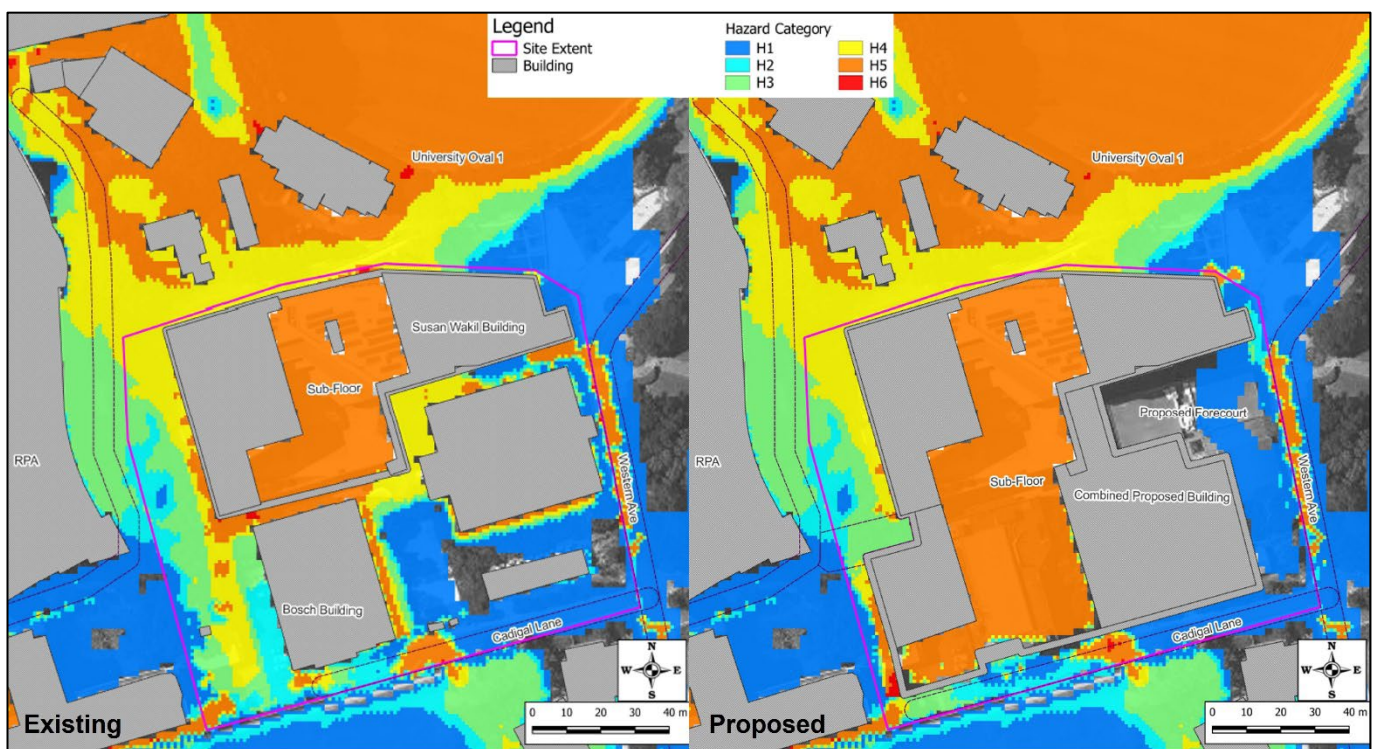 Legend
Site Extent
Building
Hazard Category
H1
H2
H3
H4
H5
H6
University Oval 1
Susan Wakil Building
Sub-Floor
RPA
Western Ave
Bosch Building
Cadigal Lane
Existing
N
W E
S
0 10 20 30 40 m
University Oval 1
Proposed Forecourt
RPA
Sub-Floor
Combined Proposed Building
Western Ave
Cadigal Lane
Proposed
N
W E
S
0 10 20 30 40 m